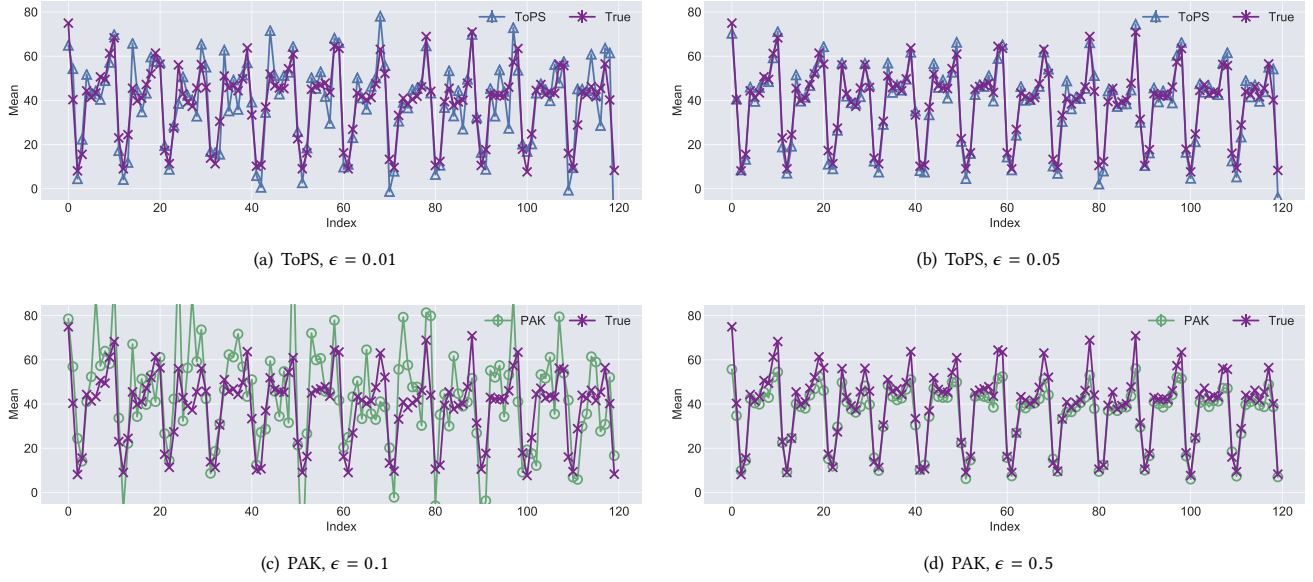 ToPS True
80
60
40
20
0
Mean
0 20 40 60 80 100 120
Index
(a) ToPS, ϵ = 0.01
ToPS True
80
60
40
20
0
Mean
0 20 40 60 80 100 120
Index
(b) ToPS, ϵ = 0.05
PAK True
80
60
40
20
0
Mean
0 20 40 60 80 100 120
Index
(c) PAK, ϵ = 0.1
PAK True
80
60
40
20
0
Mean
0 20 40 60 80 100 120
Index
(d) PAK, ϵ = 0.5